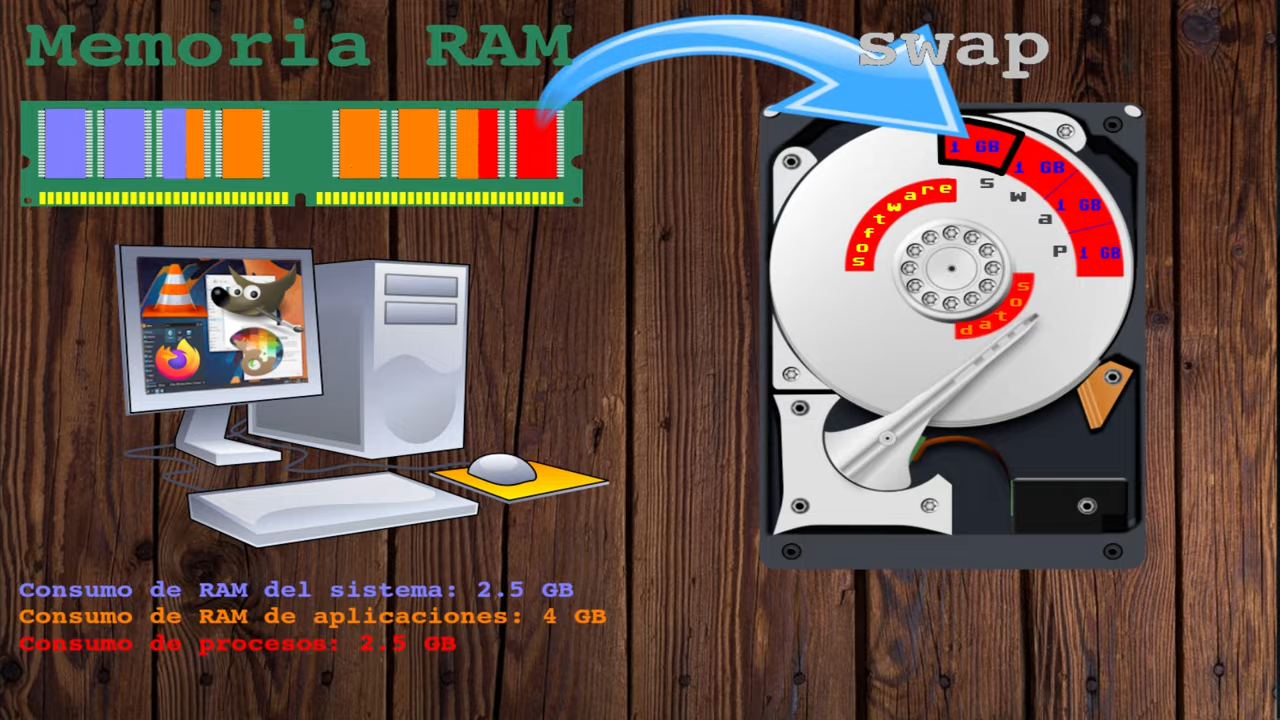 Memoria RAM
swap
1 GB
1 GB
1 GB
1 GB
swap
software
datos
Consumo de RAM del sistema: 2.5 GB
Consumo de RAM de aplicaciones: 4 GB
Consumo de procesos: 2.5 GB